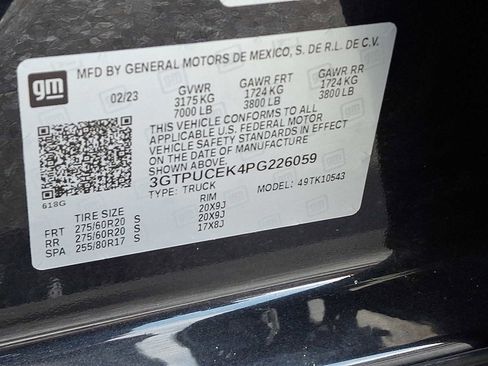 gm
MFD BY GENERAL MOTORS DE MEXICO, S. DE R.L. DE C.V.
02/23 GVWR GAWR FRT GAWR RR
3175 KG 1724 KG 1724 KG
7000 LB 3800 LB 3800 LB
THIS VEHICLE CONFORMS TO ALL
APPLICABLE U.S. FEDERAL MOTOR
VEHICLE SAFETY STANDARDS IN EFFECT
ON THE DATE OF MANUFACTURE
SHOWN ABOVE.
3GTPUCEK4PG226059
TYPE: TRUCK MODEL: 49TK10543
618G
TIRE SIZE RIM
FRT 275/60R20 S 20X9J
RR 275/60R20 S 20X9J
SPA 255/80R17 S 17X8J